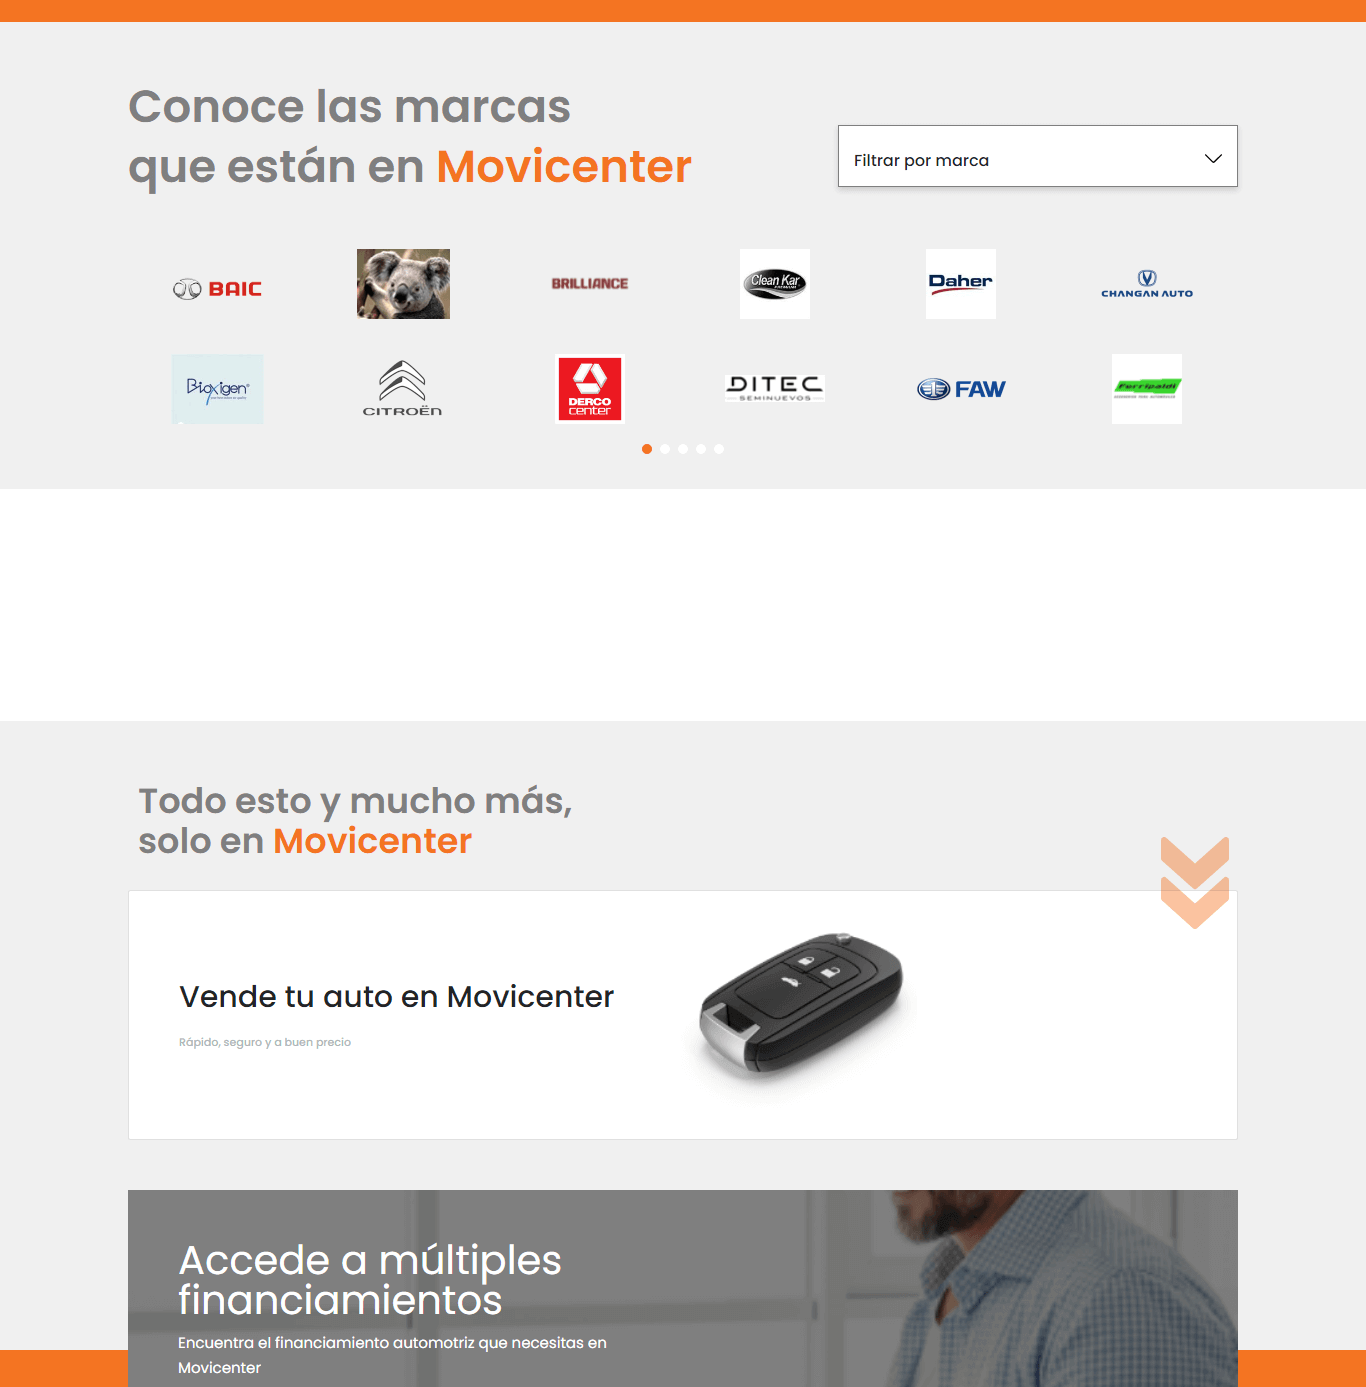 Conoce las marcas
que están en Movicenter
Filtrar por marca
BAIC
BRILLIANCE
Clean Kar
Daher
CHANGAN AUTO
Bioxigen
CITROËN
DERCO
center
DITEC
SEMINUEVOS
FAW
Ferripaldi
Todo esto y mucho más,
solo en Movicenter
Vende tu auto en Movicenter
Rápido, seguro y a buen precio
Accede a múltiples
financiamientos
Encuentra el financiamiento automotriz que necesitas en
Movicenter